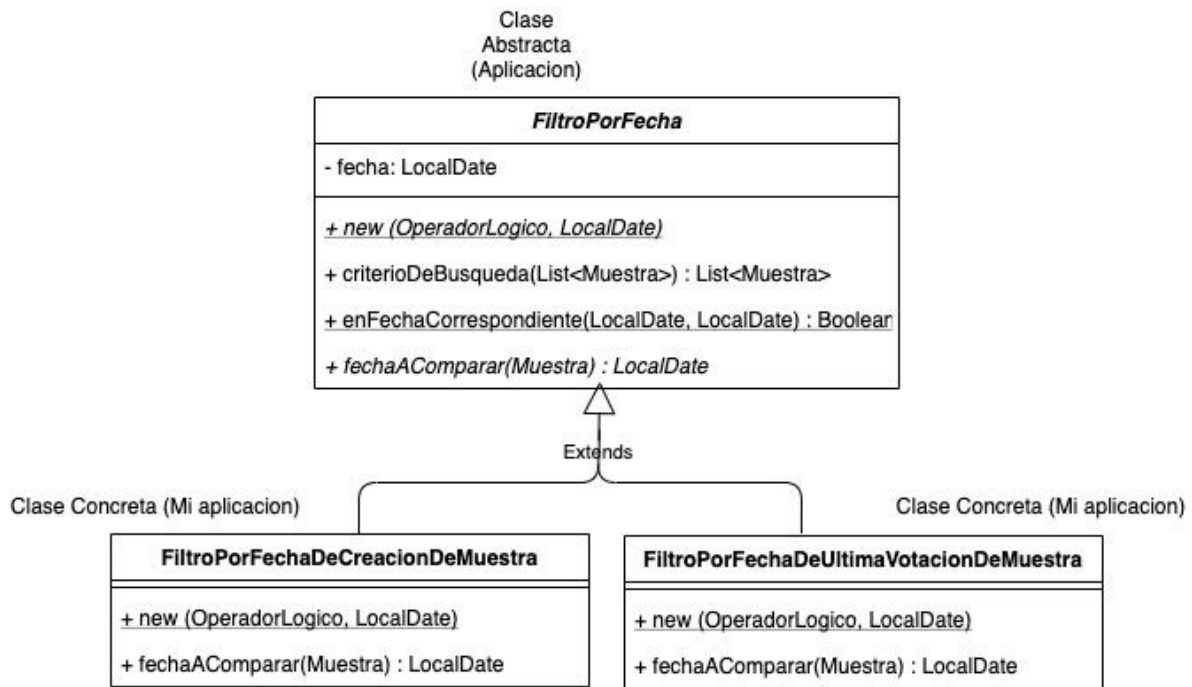 Clase
Abstracta
(Aplicacion)
FiltroPorFecha
- fecha: LocalDate
+ new (OperadorLogico, LocalDate)
+ criterioDeBusqueda(List<Muestra>) : List<Muestra>
+ enFechaCorrespondiente(LocalDate, LocalDate) : Boolean
+ fechaAComparar(Muestra) : LocalDate
Extends
Clase Concreta (Mi aplicacion)
Clase Concreta (Mi aplicacion)
FiltroPorFechaDeCreacionDeMuestra
+ new (OperadorLogico, LocalDate)
+ fechaAComparar(Muestra) : LocalDate
FiltroPorFechaDeUltimaVotacionDeMuestra
+ new (OperadorLogico, LocalDate)
+ fechaAComparar(Muestra) : LocalDate